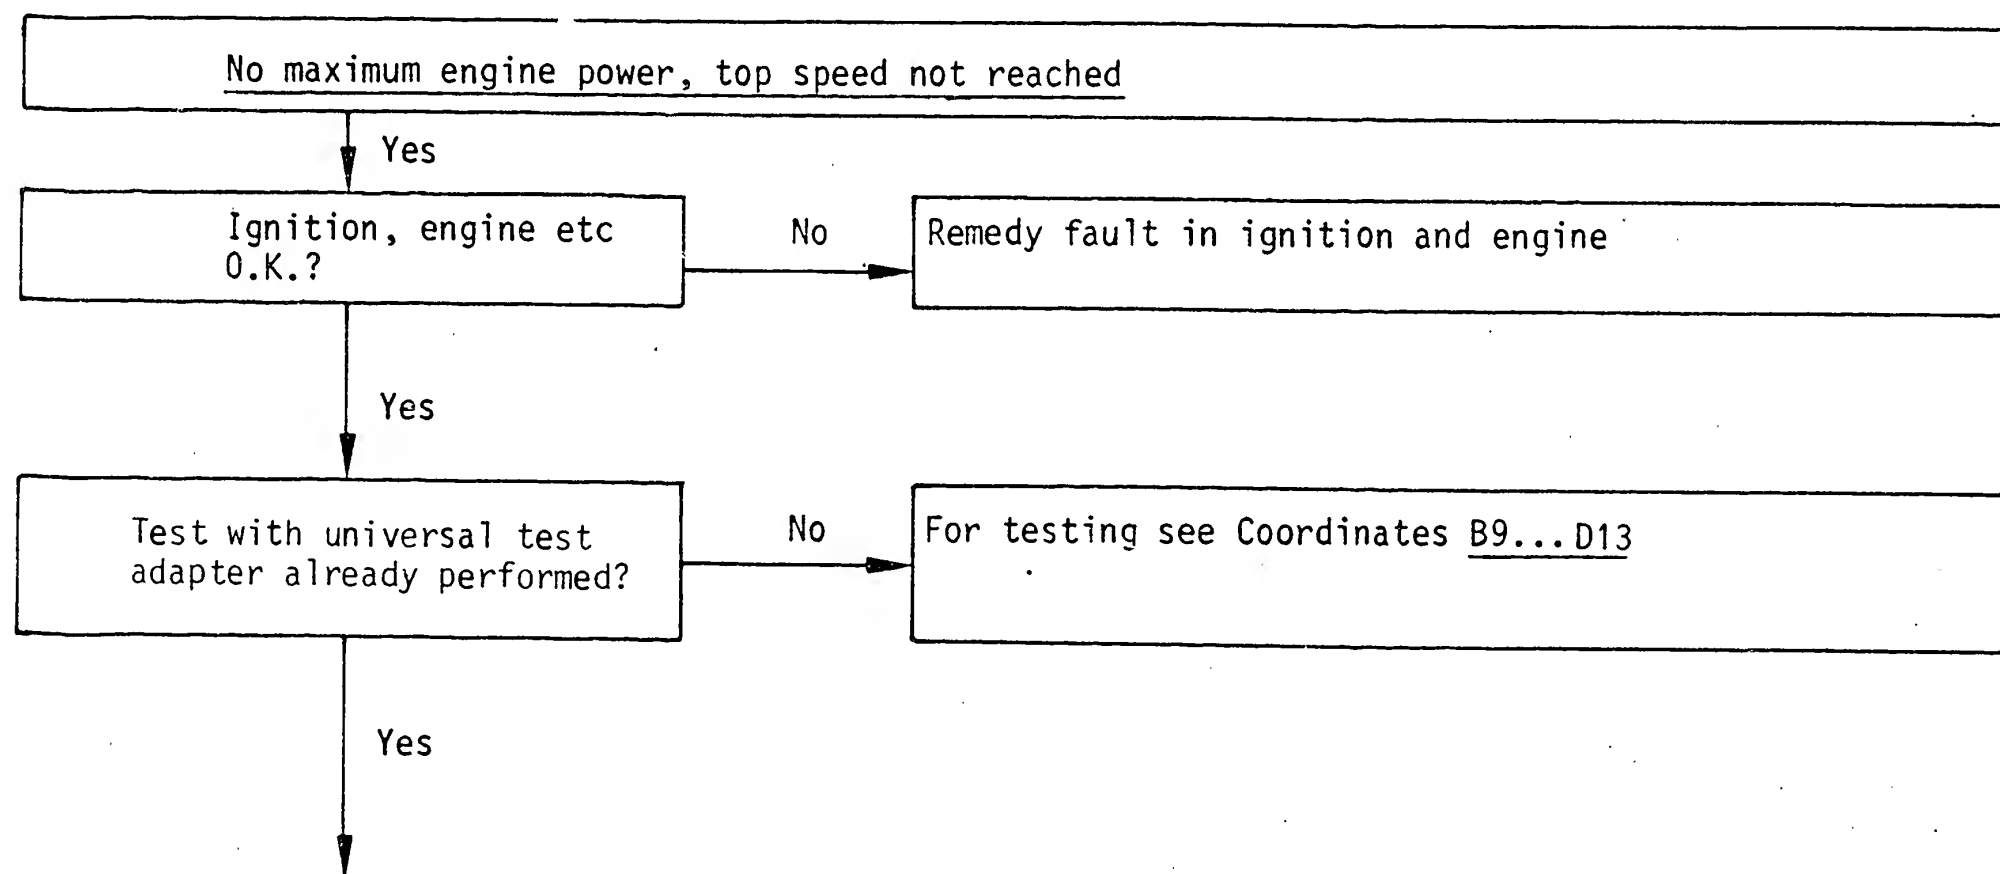 No maximum engine power, top speed not reached
Yes
Ignition, engine etc
O.K.?
No
Remedy fault in ignition and engine
Yes
Test with universal test
adapter already performed?
No
For testing see Coordinates B9...D13
Yes